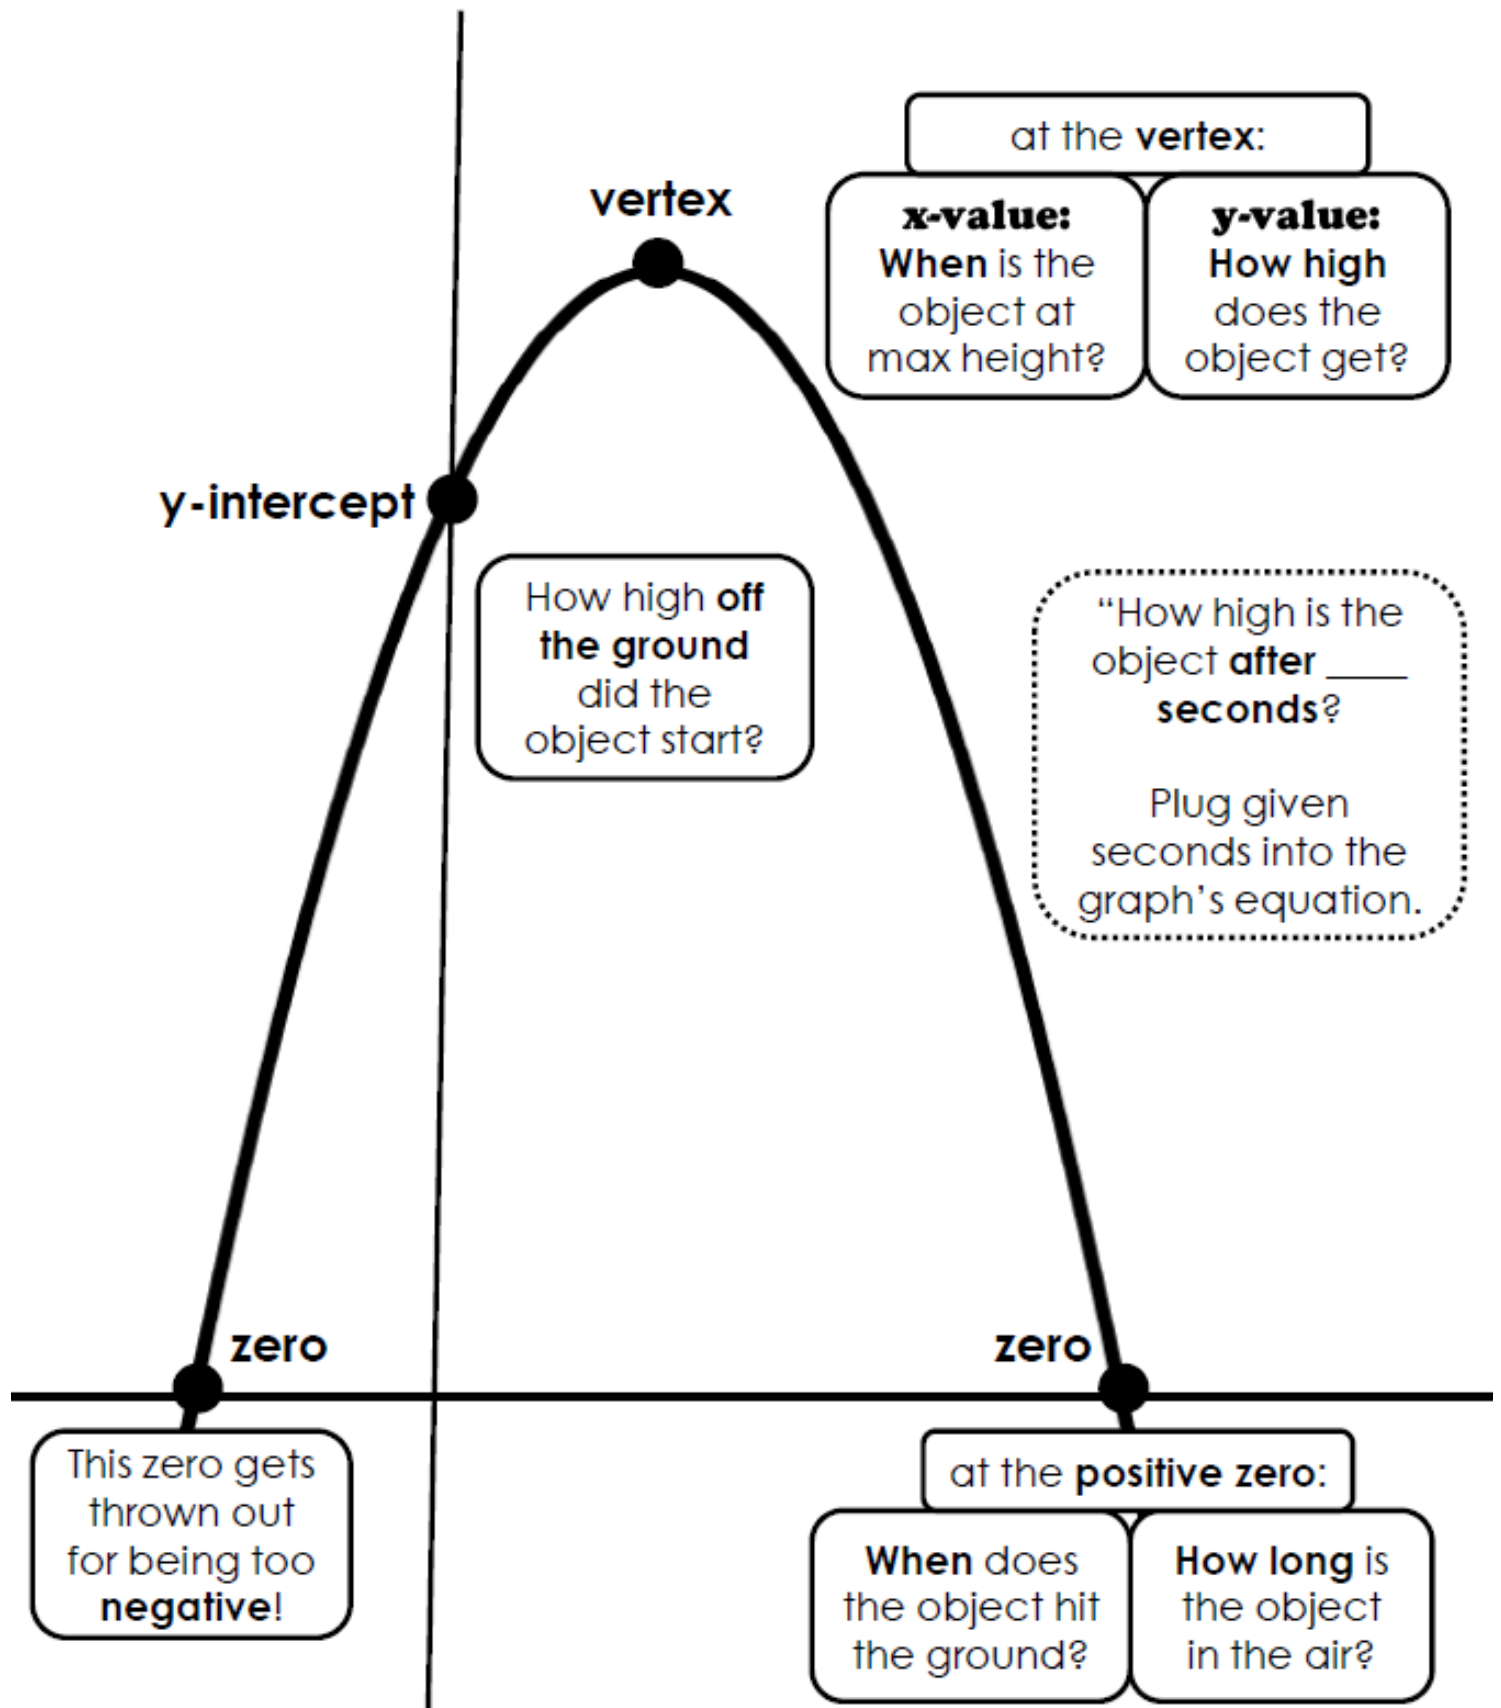 at the vertex:
vertex
x-value:
When is the
object at
max height?
y-value:
How high
does the
object get?
y-intercept
How high off
the ground
did the
object start?
“How high is the
object after ____
seconds?
Plug given
seconds into the
graph’s equation.
zero
zero
This zero gets
thrown out
for being too
negative!
at the positive zero:
When does
the object hit
the ground?
How long is
the object
in the air?